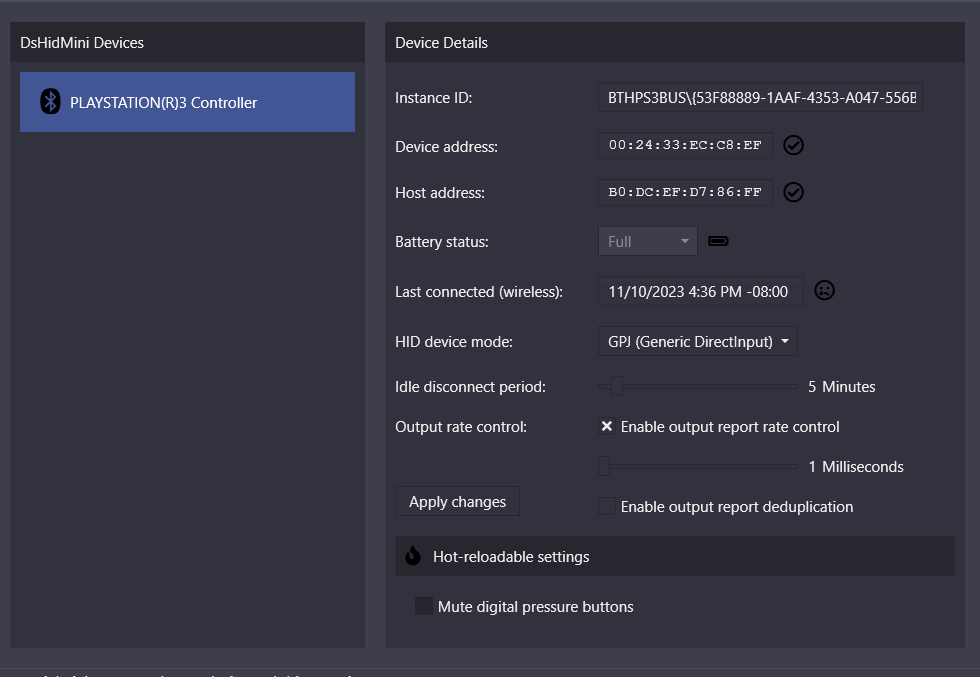 DsHidMini Devices
PLAYSTATION(R)3 Controller
Device Details
Instance ID: BTHPS3BUS\{53F88889-1AAF-4353-A047-556B
Device address: 00:24:33:EC:C8:EF
Host address: B0:DC:EF:D7:86:FF
Battery status: Full
Last connected (wireless): 11/10/2023 4:36 PM -08:00
HID device mode: GPJ (Generic DirectInput)
Idle disconnect period: 5 Minutes
Output rate control: Enable output report rate control
1 Milliseconds
Apply changes
Enable output report deduplication
Hot-reloadable settings
Mute digital pressure buttons